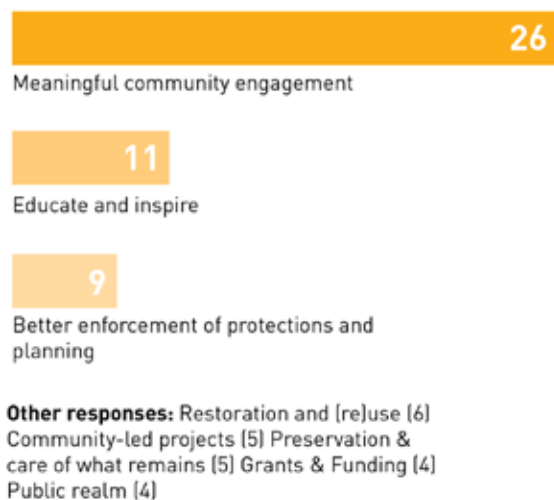 26
Meaningful community engagement
11
Educate and inspire
9
Better enforcement of protections and
planning
Other responses: Restoration and (re)use (6)
Community-led projects (5) Preservation &
care of what remains (5) Grants & Funding (4)
Public realm (4)